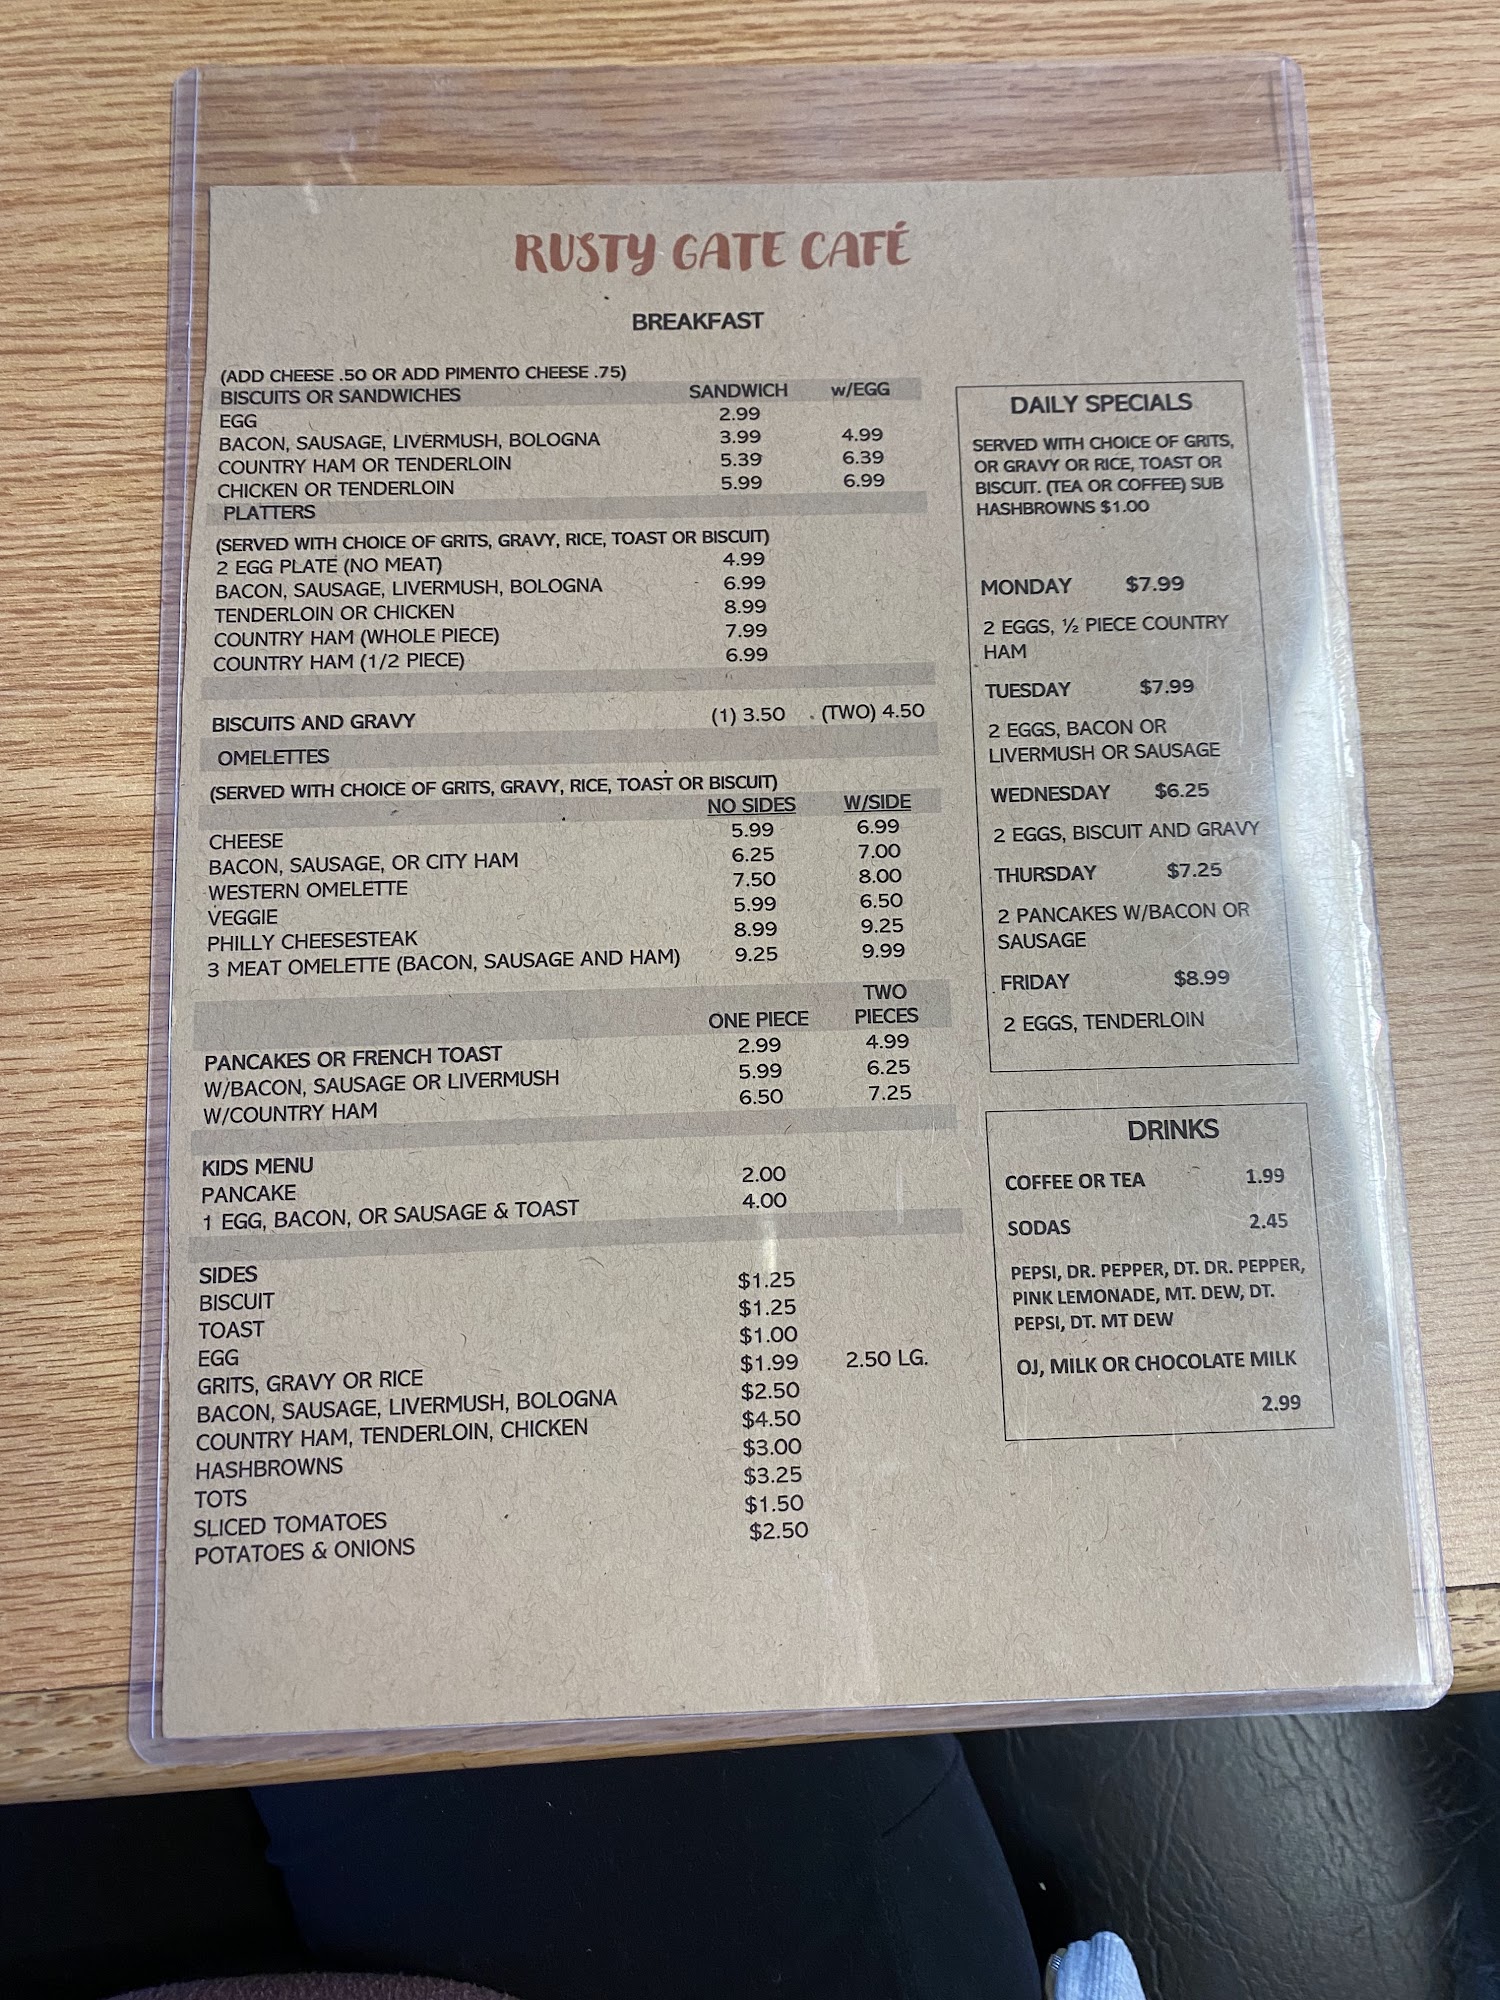 RUSTY GATE CAFÉ
BREAKFAST
(ADD CHEESE .50 OR ADD PIMENTO CHEESE .75)
BISCUITS OR SANDWICHES SANDWICH w/EGG
EGG 2.99
BACON, SAUSAGE, LIVERMUSH, BOLOGNA 3.99 4.99
COUNTRY HAM OR TENDERLOIN 5.39 6.39
CHICKEN OR TENDERLOIN 5.99 6.99
PLATTERS
(SERVED WITH CHOICE OF GRITS, GRAVY, RICE, TOAST OR BISCUIT)
2 EGG PLATE (NO MEAT) 4.99
BACON, SAUSAGE, LIVERMUSH, BOLOGNA 6.99
TENDERLOIN OR CHICKEN 8.99
COUNTRY HAM (WHOLE PIECE) 7.99
COUNTRY HAM (1/2 PIECE) 6.99
BISCUITS AND GRAVY (1) 3.50 . (TWO) 4.50
OMELETTES
(SERVED WITH CHOICE OF GRITS, GRAVY, RICE, TOAST OR BISCUIT)
NO SIDES W/SIDE
CHEESE 5.99 6.99
BACON, SAUSAGE, OR CITY HAM 6.25 7.00
WESTERN OMELETTE 7.50 8.00
VEGGIE 5.99 6.50
PHILLY CHEESESTEAK 8.99 9.25
3 MEAT OMELETTE (BACON, SAUSAGE AND HAM) 9.25 9.99
ONE PIECE TWO PIECES
PANCAKES OR FRENCH TOAST 2.99 4.99
W/BACON, SAUSAGE OR LIVERMUSH 5.99 6.25
W/COUNTRY HAM 6.50 7.25
KIDS MENU
PANCAKE 2.00
1 EGG, BACON, OR SAUSAGE & TOAST 4.00
SIDES
BISCUIT $1.25
TOAST $1.25
EGG $1.00
GRITS, GRAVY OR RICE $1.99 2.50 LG.
BACON, SAUSAGE, LIVERMUSH, BOLOGNA $2.50
COUNTRY HAM, TENDERLOIN, CHICKEN $4.50
HASHBROWNS $3.00
TOTS $3.25
SLICED TOMATOES $1.50
POTATOES & ONIONS $2.50
DAILY SPECIALS
SERVED WITH CHOICE OF GRITS,
OR GRAVY OR RICE, TOAST OR
BISCUIT. (TEA OR COFFEE) SUB
HASHBROWNS $1.00
MONDAY $7.99
2 EGGS, ½ PIECE COUNTRY
HAM
TUESDAY $7.99
2 EGGS, BACON OR
LIVERMUSH OR SAUSAGE
WEDNESDAY $6.25
2 EGGS, BISCUIT AND GRAVY
THURSDAY $7.25
2 PANCAKES W/BACON OR
SAUSAGE
FRIDAY $8.99
2 EGGS, TENDERLOIN
DRINKS
COFFEE OR TEA 1.99
SODAS 2.45
PEPSI, DR. PEPPER, DT. DR. PEPPER,
PINK LEMONADE, MT. DEW, DT.
PEPSI, DT. MT DEW
OJ, MILK OR CHOCOLATE MILK
2.99